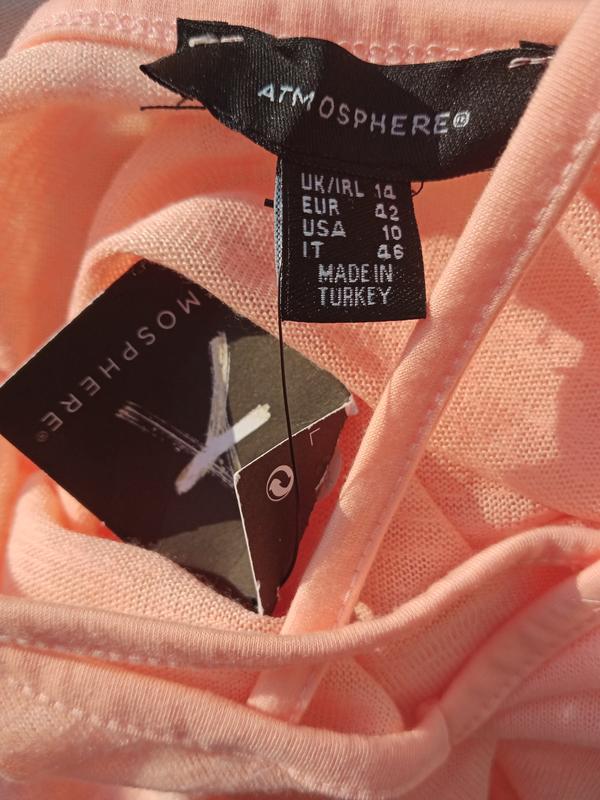 ATMOSPHERE®
UK/IRL 14
EUR 42
USA 10
IT 46
MADE IN
TURKEY
ATMOSPHERE®